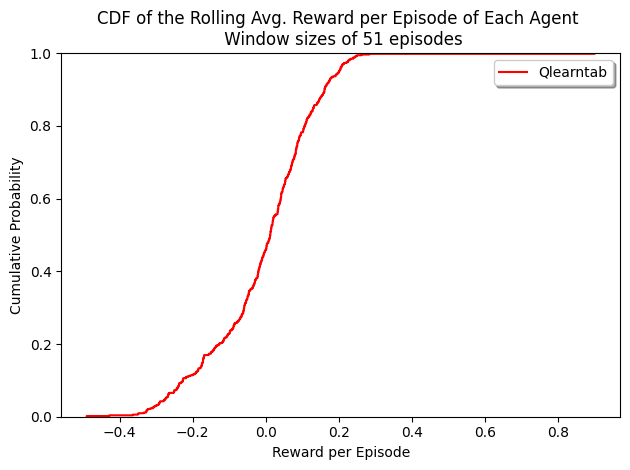 CDF of the Rolling Avg. Reward per Episode of Each Agent
Window sizes of 51 episodes
Qlearntab
Cumulative Probability
1.0
0.8
0.6
0.4
0.2
0.0
−0.4 −0.2 0.0 0.2 0.4 0.6 0.8
Reward per Episode